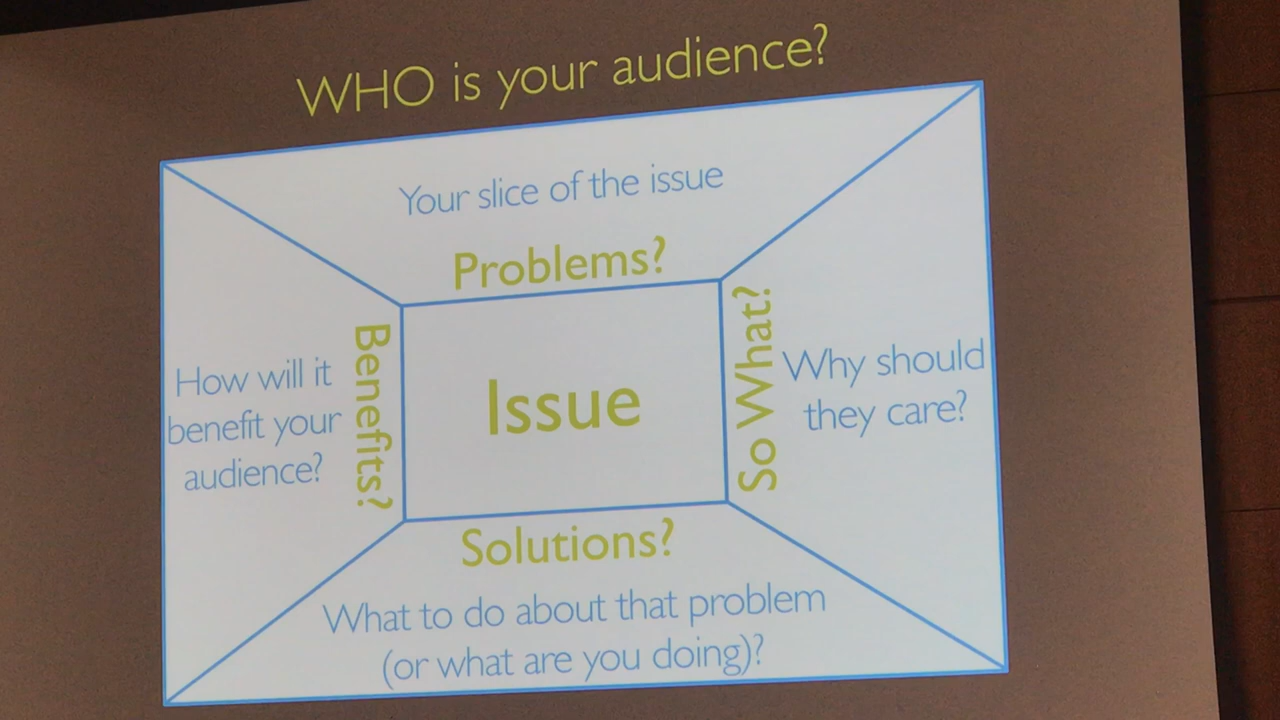 WHO is your audience?
Your slice of the issue
Problems?
How will it
benefit your
audience?
Benefits?
Issue
So What?
Why should
they care?
Solutions?
What to do about that problem
(or what are you doing)?